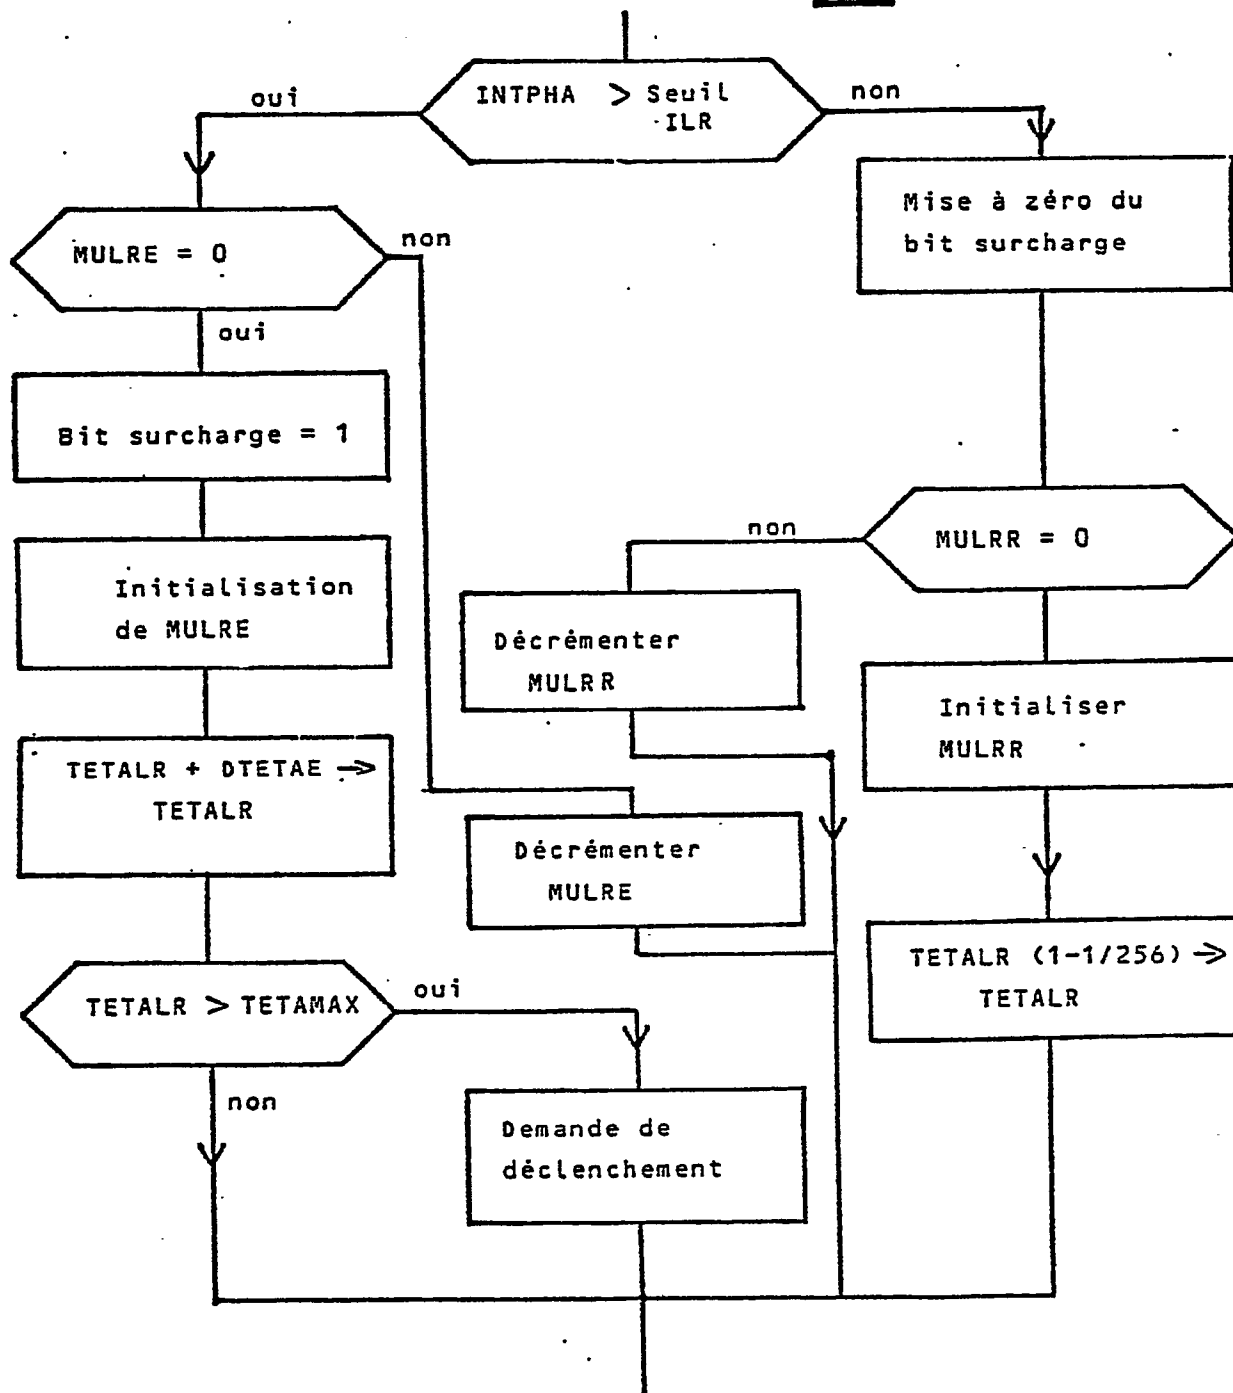 INTPHA > Seuil
ILR
oui
non
MULRE = 0
non
oui
Mise à zéro du
bit surcharge
Bit surcharge = 1
Initialisation
de MULRE
non
MULRR = 0
Décrémenter
MULRR
Initialiser
MULRR
TETALR + DTETAE →
TETALR
Décrémenter
MULRE
TETALR (1-1/256) →
TETALR
TETALR > TETAMAX
oui
non
Demande de
déclenchement